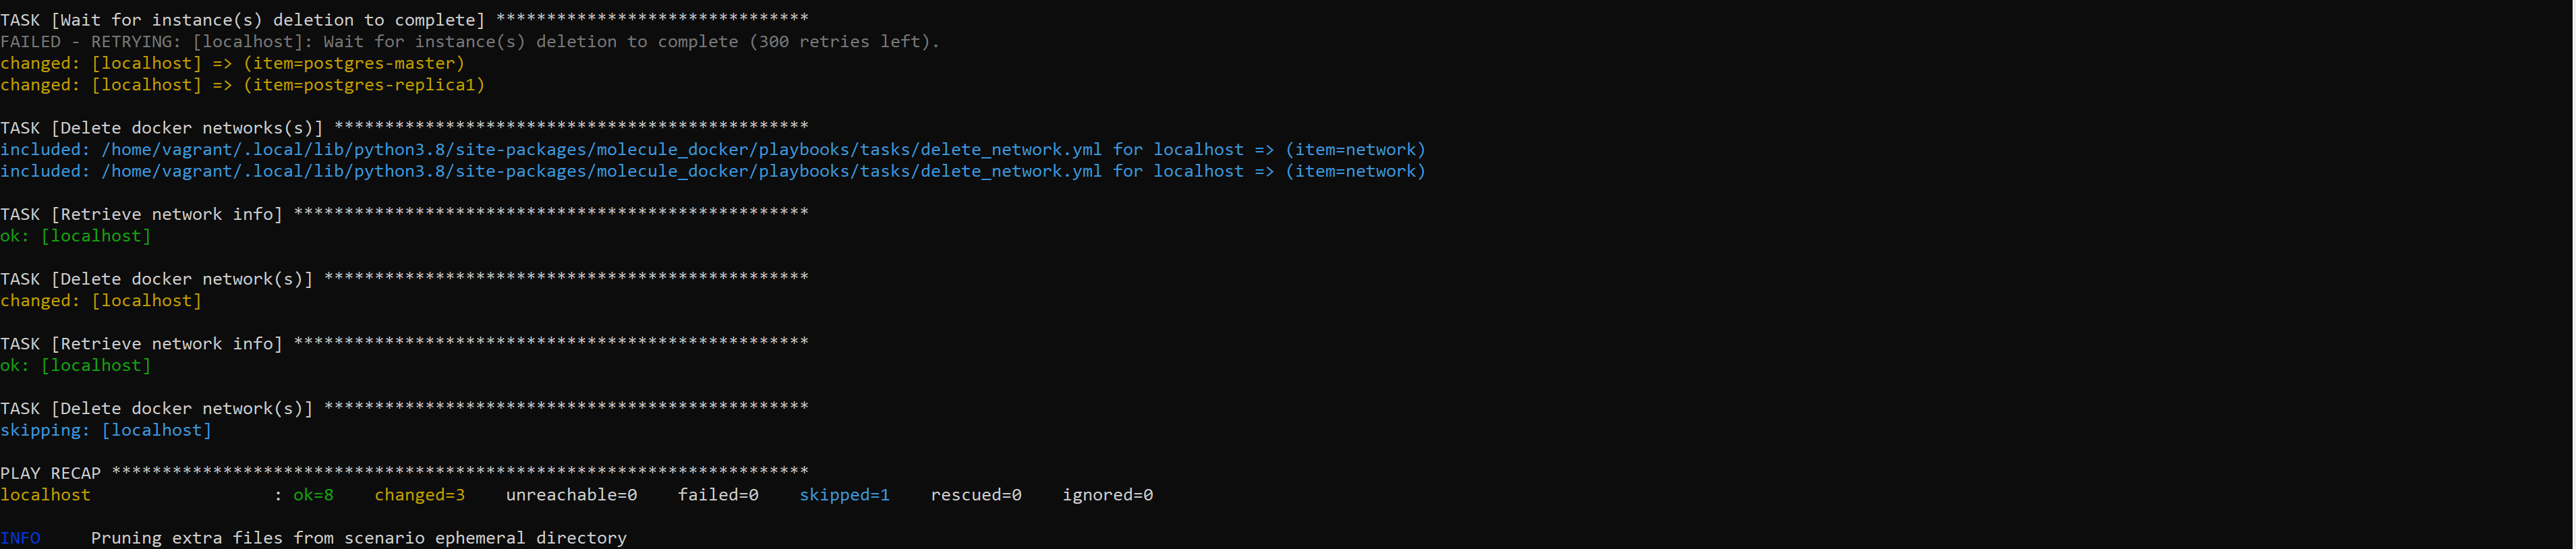 TASK [Wait for instance(s) deletion to complete] *******************************
FAILED - RETRYING: [localhost]: Wait for instance(s) deletion to complete (300 retries left).
changed: [localhost] => (item=postgres-master)
changed: [localhost] => (item=postgres-replica1)
TASK [Delete docker networks(s)] ***********************************************
included: /home/vagrant/.local/lib/python3.8/site-packages/molecule_docker/playbooks/tasks/delete_network.yml for localhost => (item=network)
included: /home/vagrant/.local/lib/python3.8/site-packages/molecule_docker/playbooks/tasks/delete_network.yml for localhost => (item=network)
TASK [Retrieve network info] ***************************************************
ok: [localhost]
TASK [Delete docker network(s)] ************************************************
changed: [localhost]
TASK [Retrieve network info] ***************************************************
ok: [localhost]
TASK [Delete docker network(s)] ************************************************
skipping: [localhost]
PLAY RECAP *********************************************************************
localhost                  : ok=8    changed=3    unreachable=0    failed=0    skipped=1    rescued=0    ignored=0
INFO     Pruning extra files from scenario ephemeral directory